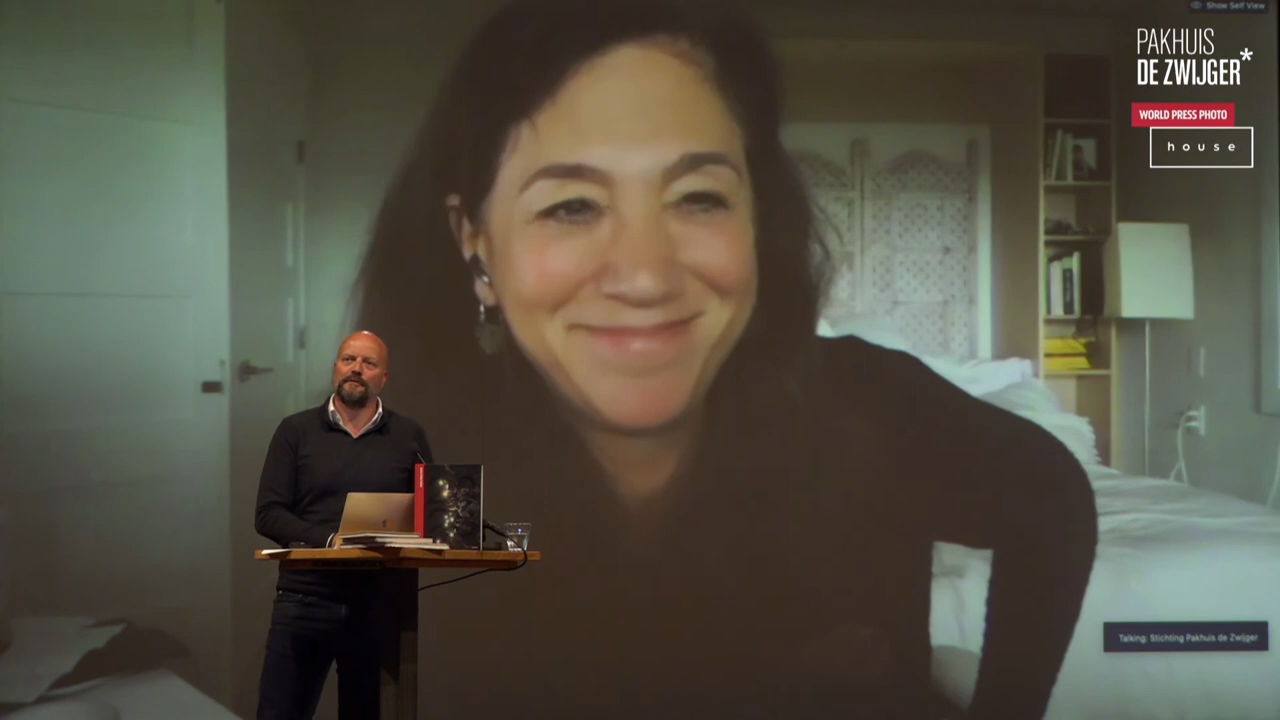 Show Self View
PAKHUIS
DE ZWIJGER*
WORLD PRESS PHOTO
house
Talking: Stichting Pakhuis de Zwijger